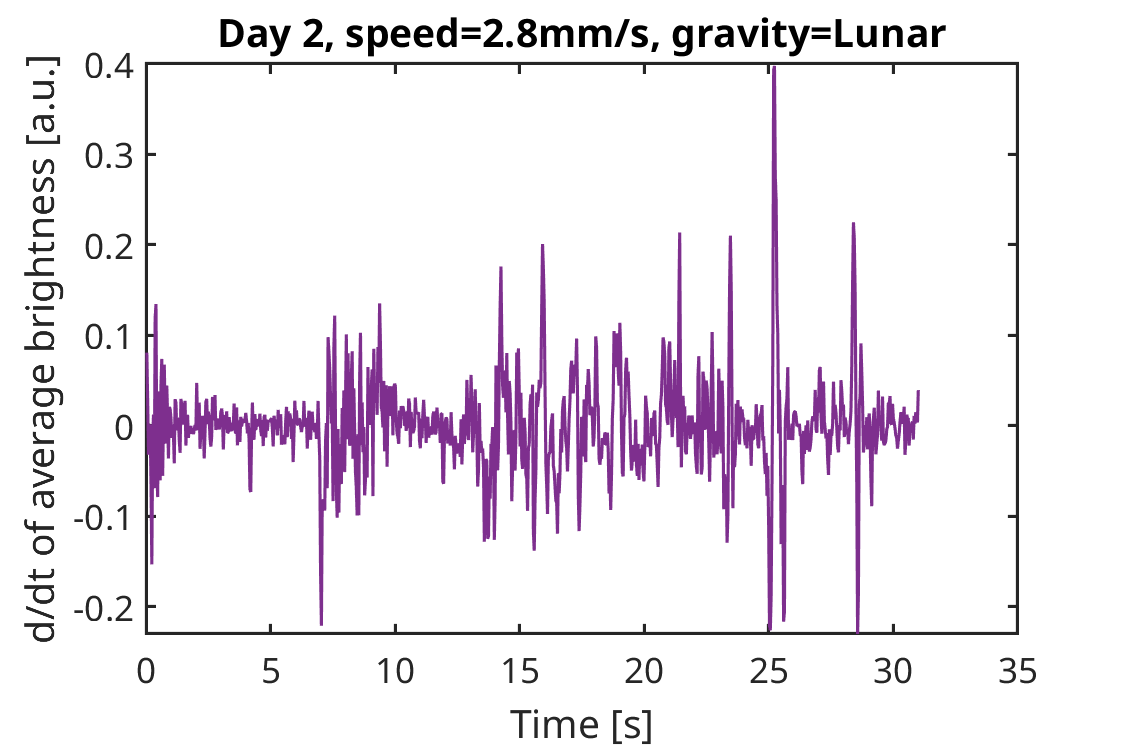 Day 2, speed=2.8mm/s, gravity=Lunar
d/dt of average brightness [a.u.]
0.4
0.3
0.2
0.1
0
-0.1
-0.2
0 5 10 15 20 25 30 35
Time [s]